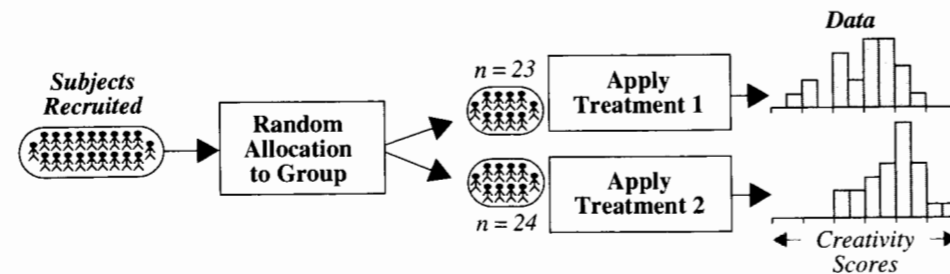 Data
Subjects
Recruited
Random
Allocation
to Group
n = 23
Apply
Treatment 1
Apply
Treatment 2
n = 24
Creativity
Scores